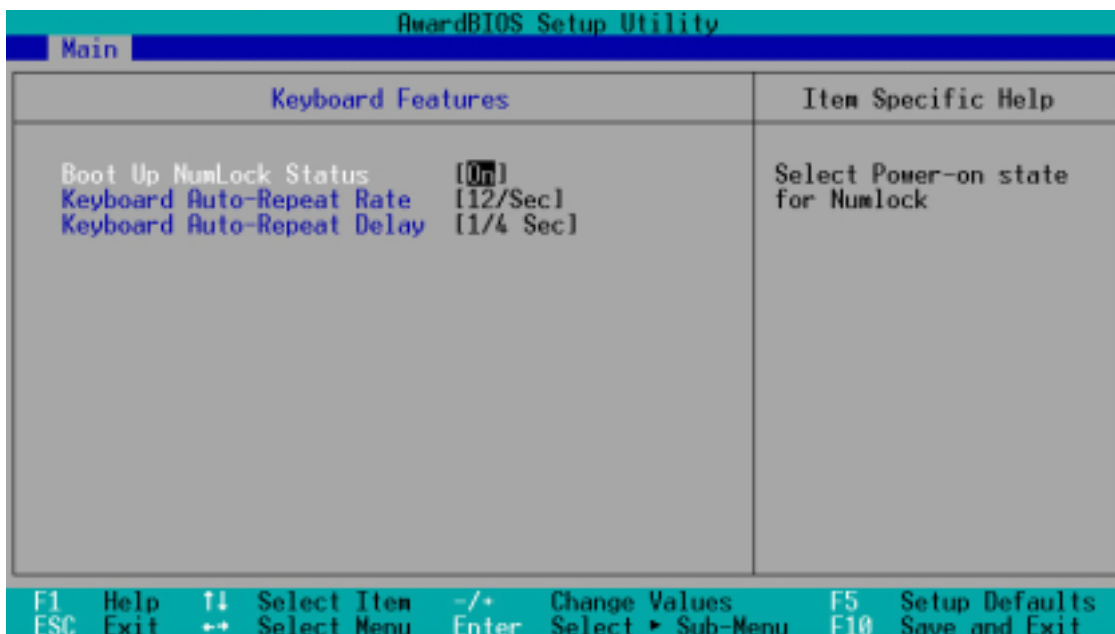 AwardBIOS Setup Utility
Main
Keyboard Features
Item Specific Help
Boot Up NumLock Status [On]
Keyboard Auto-Repeat Rate [12/Sec]
Keyboard Auto-Repeat Delay [1/4 Sec]
Select Power-on state
for Numlock
F1 Help ↑↓ Select Item -/+ Change Values F5 Setup Defaults
ESC Exit ←→ Select Menu Enter Select ► Sub-Menu F10 Save and Exit